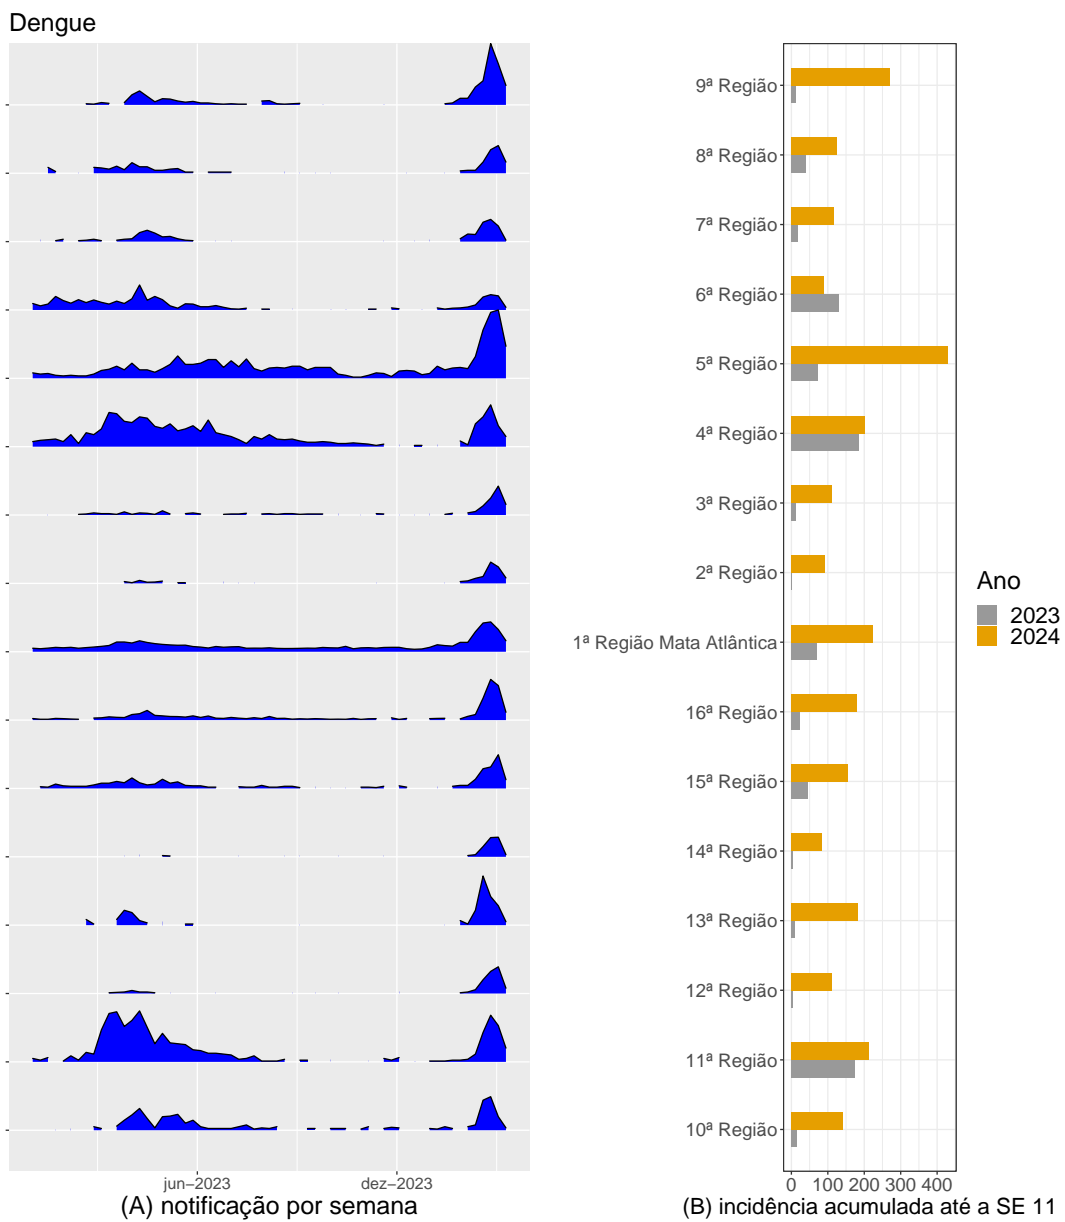 Dengue
9ª Região
8ª Região
7ª Região
6ª Região
5ª Região
4ª Região
3ª Região
2ª Região
1ª Região Mata Atlântica
16ª Região
15ª Região
14ª Região
13ª Região
12ª Região
11ª Região
10ª Região
Ano
2023
2024
jun–2023 dez–2023
(A) notificação por semana
0 100 200 300 400
(B) incidência acumulada até a SE 11